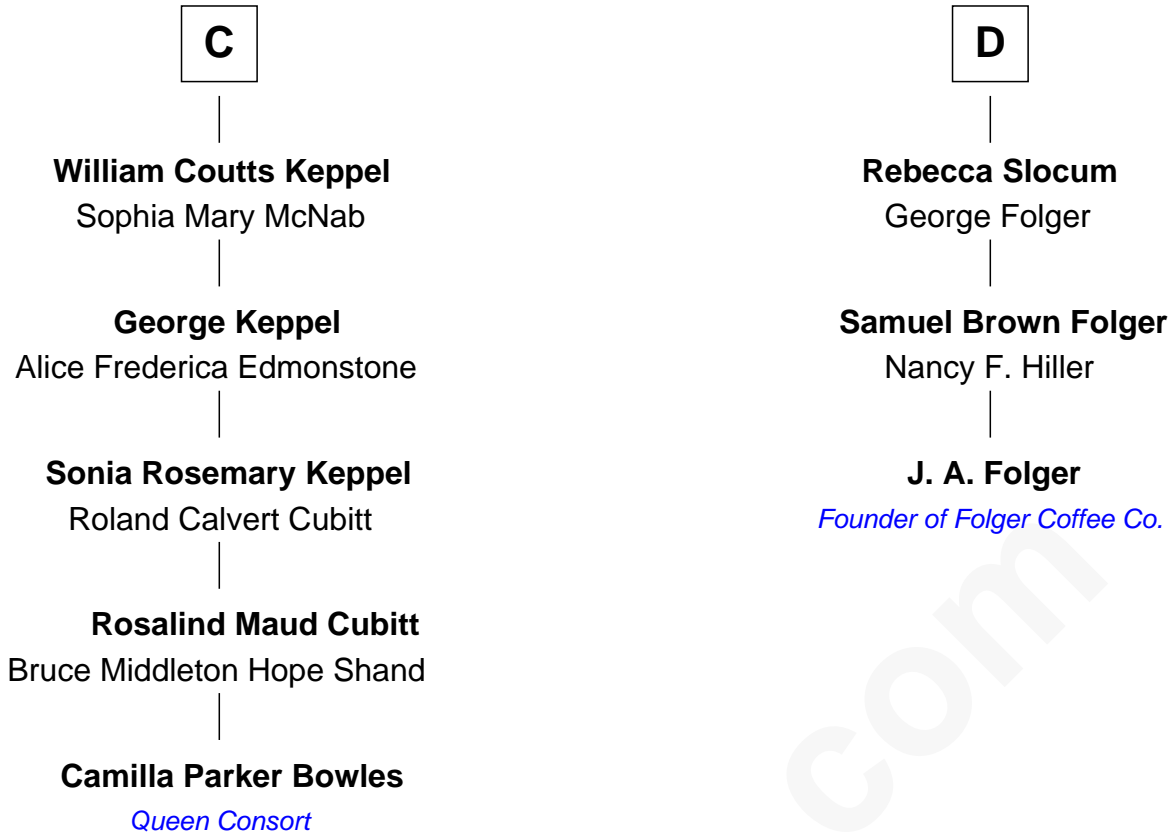 C
William Coutts Keppel
Sophia Mary McNab
George Keppel
Alice Frederica Edmonstone
Sonia Rosemary Keppel
Roland Calvert Cubitt
Rosalind Maud Cubitt
Bruce Middleton Hope Shand
Camilla Parker Bowles
Queen Consort
D
Rebecca Slocum
George Folger
Samuel Brown Folger
Nancy F. Hiller
J. A. Folger
Founder of Folger Coffee Co.
com